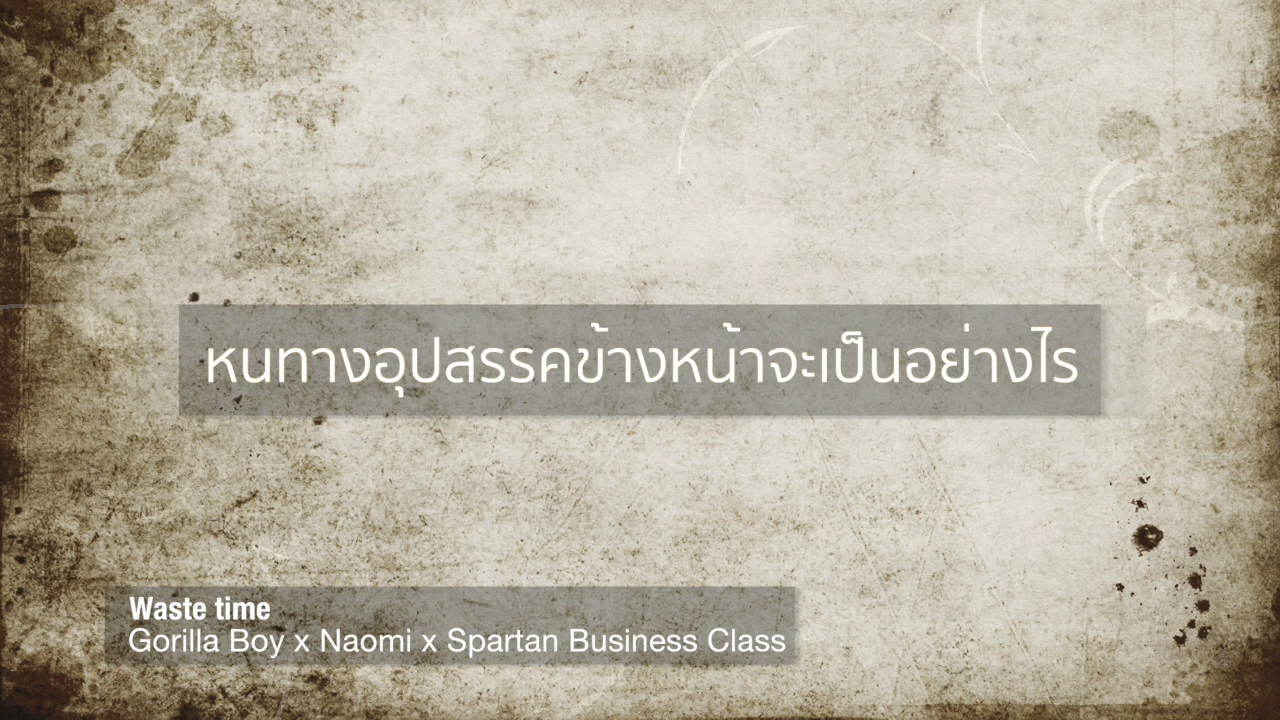 หนทางอุปสรรคข้างหน้าจะเป็นอย่างไร
Waste time
Gorilla Boy x Naomi x Spartan Business Class